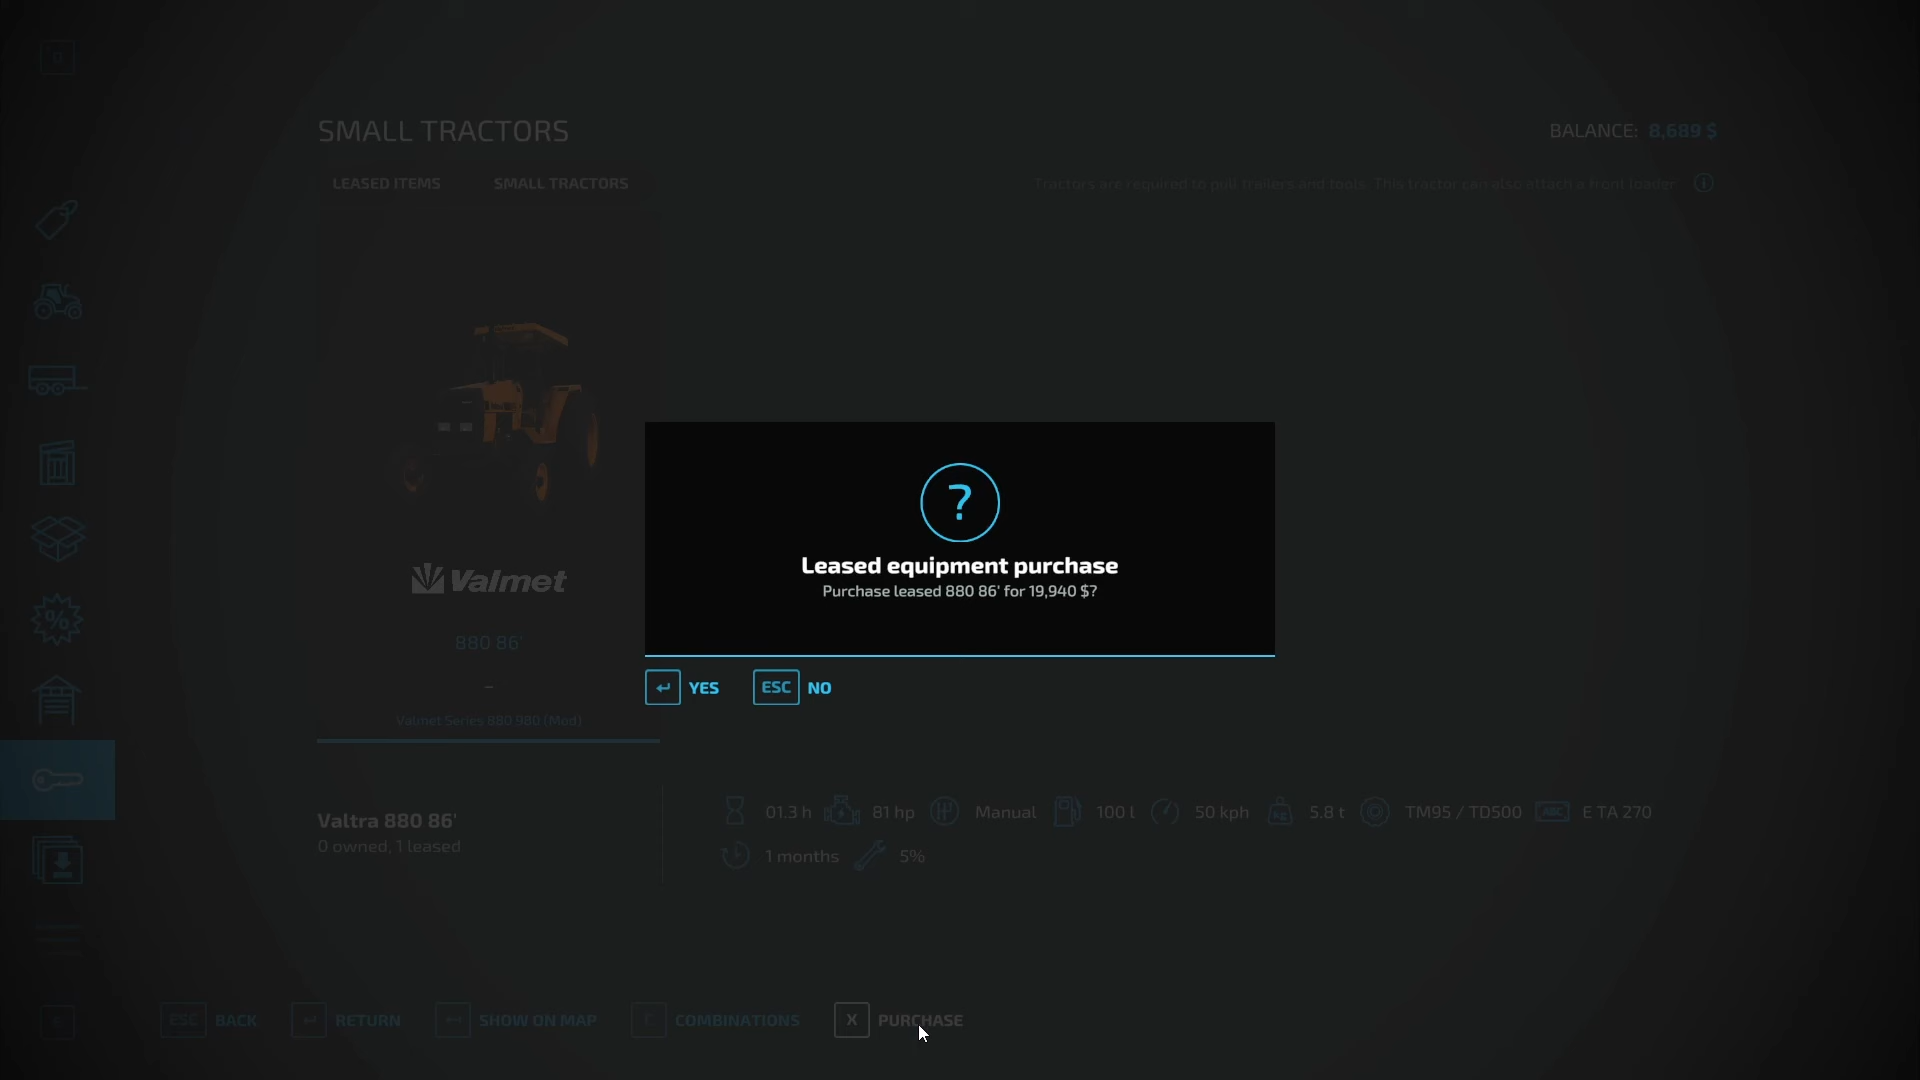 SMALL TRACTORS
BALANCE: 8,689 $
LEASED ITEMS SMALL TRACTORS
Tractors are required to pull trailers and tools. This tractor can also attach a front loader.
Valmet
880 86'
–
Valmet Series 880 980 (Mod)
?
Leased equipment purchase
Purchase leased 880 86' for 19,940 $?
YES ESC NO
Valtra 880 86'
0 owned, 1 leased
01.3 h 81 hp Manual 100 l 50 kph 5.8 t TM95 / TD500 ABC E TA 270
1 months 5%
E ESC BACK RETURN SHOW ON MAP C COMBINATIONS X PURCHASE